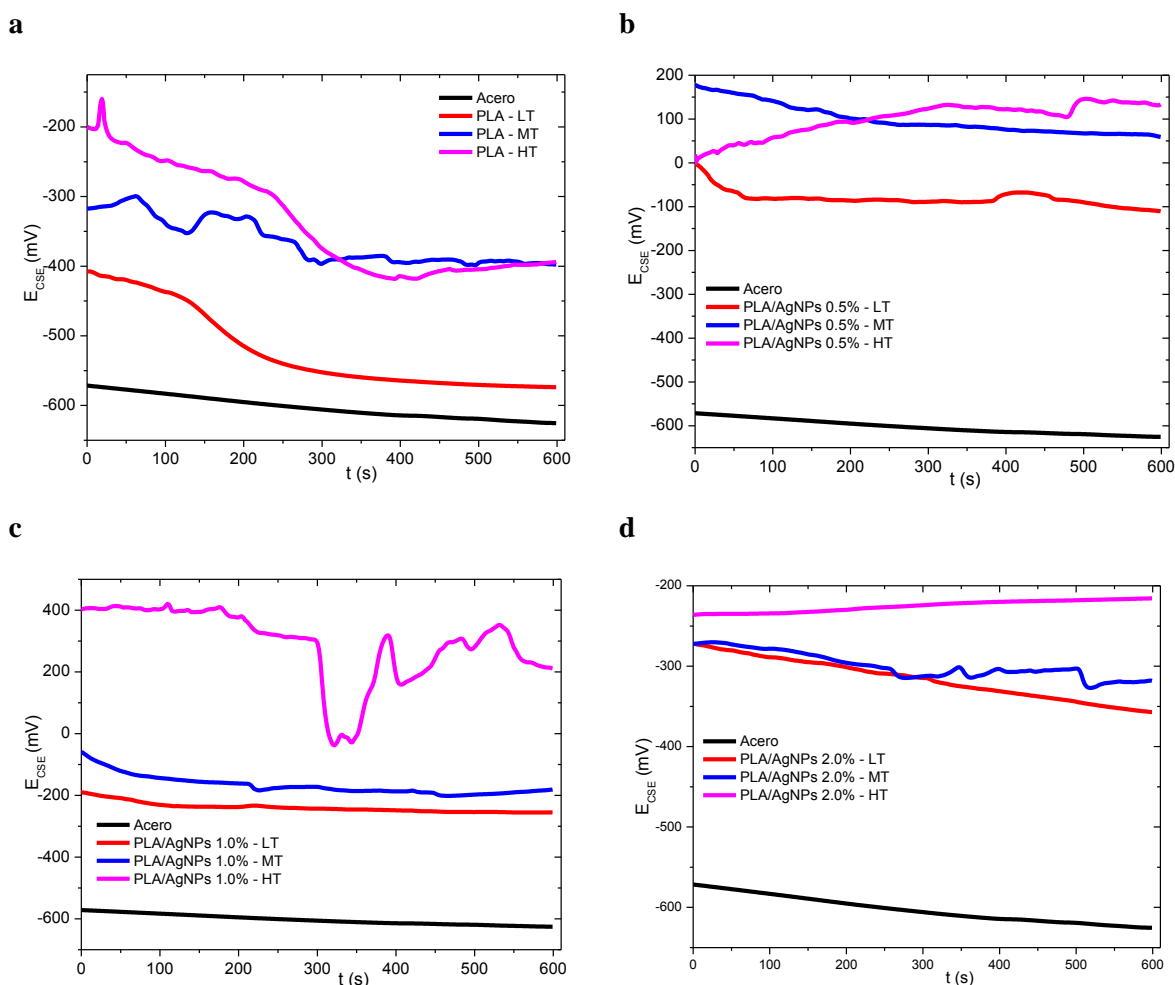 a
-200
-300
-400
-500
-600
E_CSE (mV)
Acero
PLA - LT
PLA - MT
PLA - HT
0 100 200 300 400 500 600
t (s)
b
200
100
0
-100
-200
-300
-400
-500
-600
E_CSE (mV)
Acero
PLA/AgNPs 0.5% - LT
PLA/AgNPs 0.5% - MT
PLA/AgNPs 0.5% - HT
0 100 200 300 400 500 600
t (s)
c
400
200
0
-200
-400
-600
E_CSE (mV)
Acero
PLA/AgNPs 1.0% - LT
PLA/AgNPs 1.0% - MT
PLA/AgNPs 1.0% - HT
0 100 200 300 400 500 600
t (s)
d
-200
-300
-400
-500
-600
E_CSE (mV)
Acero
PLA/AgNPs 2.0% - LT
PLA/AgNPs 2.0% - MT
PLA/AgNPs 2.0% - HT
0 100 200 300 400 500 600
t (s)